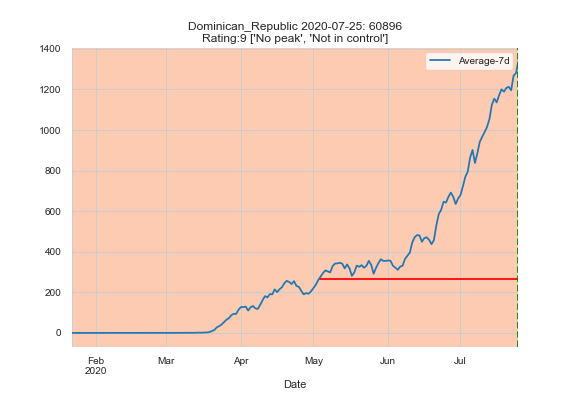 Dominican_Republic 2020-07-25: 60896
Rating:9 ['No peak', 'Not in control']
Average-7d
1400
1200
1000
800
600
400
200
0
Feb
2020
Mar
Apr
May
Jun
Jul
Date